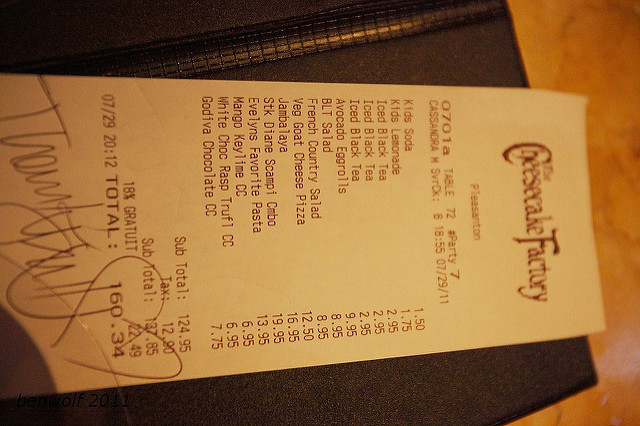 The
Cheesecake Factory
Pleasanton
0701a TABLE 72 #Party 7
CASSANDRA M SvrCk: 8 18:55 07/29/11
Kids Soda 1.50
Kids Lemonade 1.75
Iced Black Tea 2.95
Iced Black Tea 2.95
Iced Black Tea 2.95
Avocado Eggrolls 9.95
BLT Salad 8.95
French Country Salad 8.95
Veg Goat Cheese Pizza 12.50
Jambalaya 16.95
Stk Diane Scampi Cmbo 19.95
Evelyns Favorite Pasta 13.95
Mango Keylime CC 6.95
White Choc Rasp Trufl CC 6.95
Godiva Chocolate CC 7.75
Sub Total: 124.95
Tax: 12.90
Sub Total: 137.85
18% GRATUIT 22.49
07/29 20:12 TOTAL: 160.34
benwolf 2011